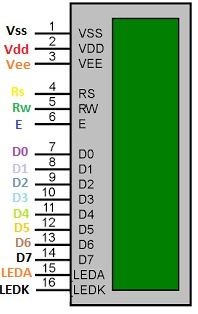 Vss 1 VSS
Vdd 2 VDD
Vee 3 VEE
Rs 4 RS
Rw 5 RW
E 6 E
D0 7 D0
D1 8 D1
D2 9 D2
D3 10 D3
D4 11 D4
D5 12 D5
D6 13 D6
D7 14 D7
LEDA 15 LEDA
LEDK 16 LEDK